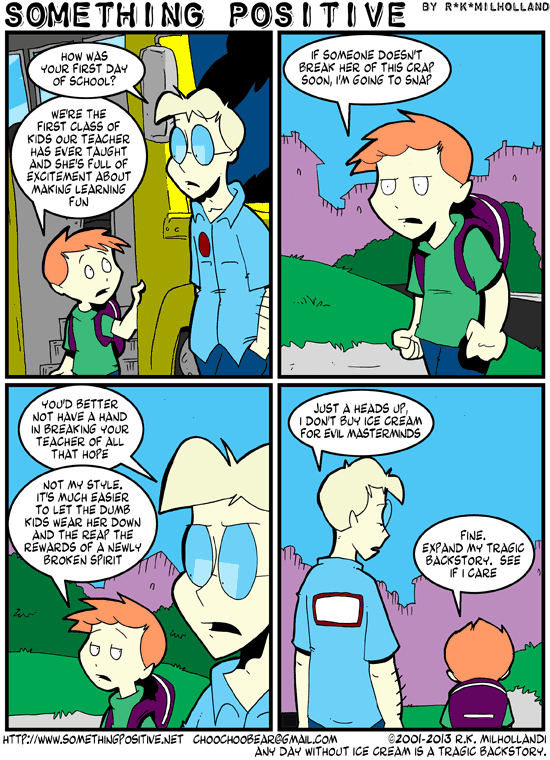 SOMETHING POSITIVE BY R*K*MILHOLLAND
HOW WAS
YOUR FIRST DAY
OF SCHOOL?
WE'RE THE
FIRST CLASS OF
KIDS OUR TEACHER
HAS EVER TAUGHT
AND SHE'S FULL OF
EXCITEMENT ABOUT
MAKING LEARNING
FUN
IF SOMEONE DOESN'T
BREAK HER OF THIS CRAP
SOON, I'M GOING TO SNAP
YOU'D BETTER
NOT HAVE A HAND
IN BREAKING YOUR
TEACHER OF ALL
THAT HOPE
NOT MY STYLE.
IT'S MUCH EASIER
TO LET THE DUMB
KIDS WEAR HER DOWN
AND THE REAP THE
REWARDS OF A NEWLY
BROKEN SPIRIT
JUST A HEADS UP,
I DON'T BUY ICE CREAM
FOR EVIL MASTERMINDS
FINE.
EXPAND MY TRAGIC
BACKSTORY. SEE
IF I CARE
HTTP://WWW.SOMETHINGPOSITIVE.NET CHOOCHOOBEAR@GMAIL.COM ©2001-2013 R.K. MILHOLLAND!
ANY DAY WITHOUT ICE CREAM IS A TRAGIC BACKSTORY.